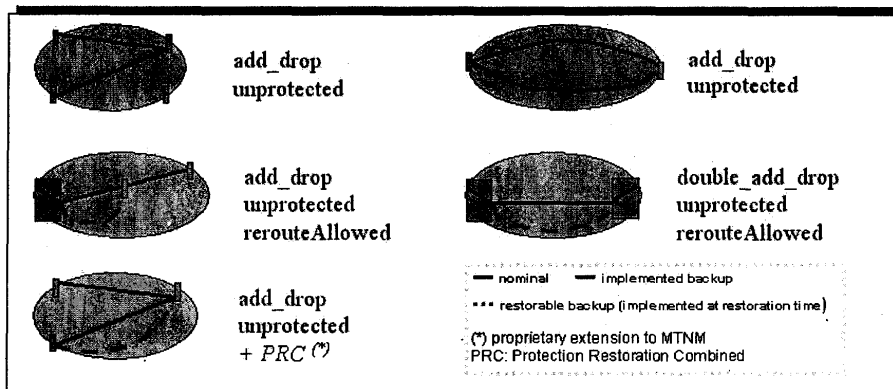 add_drop
unprotected
add_drop
unprotected
add_drop
unprotected
rerouteAllowed
double_add_drop
unprotected
rerouteAllowed
add_drop
unprotected
+ PRC (*)
nominal implemented backup
restorable backup (implemented at restoration time)
(*) proprietary extension to MTNM
PRC: Protection Restoration Combined